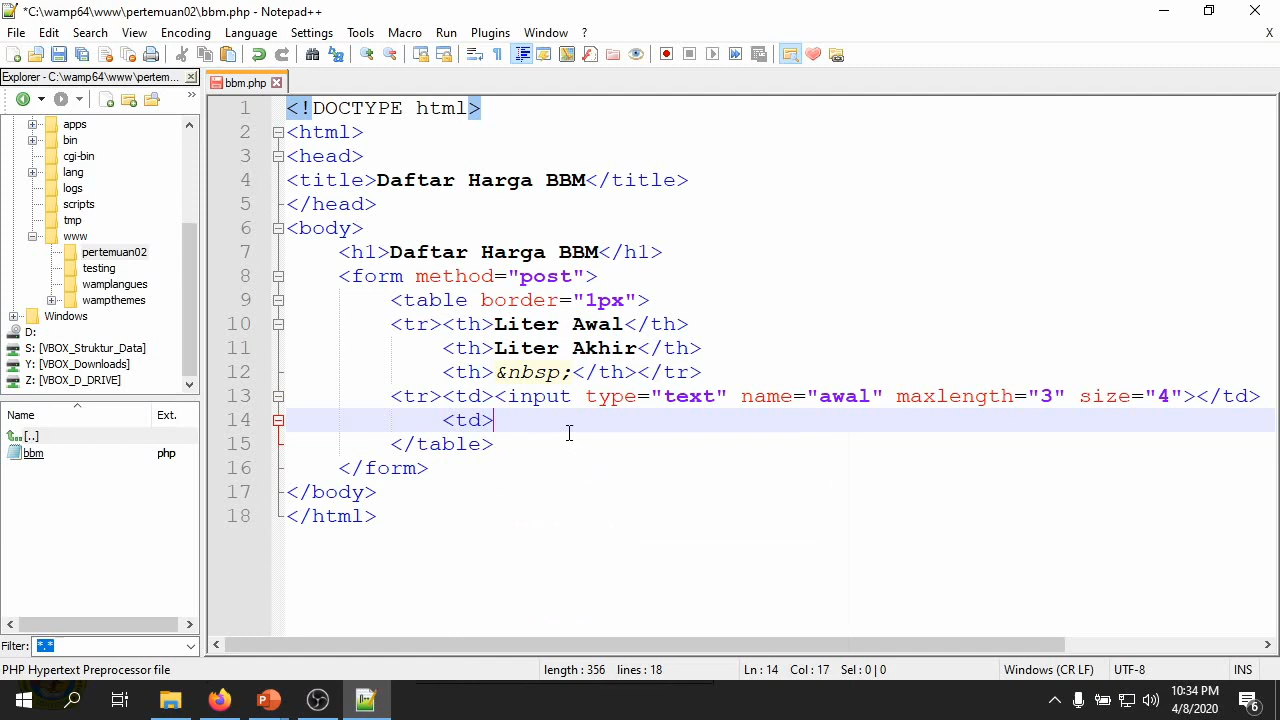 *C:\wamp64\www\pertemuan02\bbm.php - Notepad++
File Edit Search View Encoding Language Settings Tools Macro Run Plugins Window ? X
Explorer - C:\wamp64\www\pertem...
bbm.php
apps
bin
cgi-bin
lang
logs
scripts
tmp
www
pertemuan02
testing
wamplangues
wampthemes
Windows
D:
S: [VBOX_Struktur_Data]
Y: [VBOX_Downloads]
Z: [VBOX_D_DRIVE]
Name Ext.
[..]
bbm php
Filter: *.*
1 <!DOCTYPE html>
2 <html>
3 <head>
4 <title>Daftar Harga BBM</title>
5 </head>
6 <body>
7 <h1>Daftar Harga BBM</h1>
8 <form method="post">
9 <table border="1px">
10 <tr><th>Liter Awal</th>
11 <th>Liter Akhir</th>
12 <th>&nbsp;</th></tr>
13 <tr><td><input type="text" name="awal" maxlength="3" size="4"></td>
14 <td>
15 </table>
16 </form>
17 </body>
18 </html>
PHP Hypertext Preprocessor file length : 356 lines : 18 Ln : 14 Col : 17 Sel : 0 | 0 Windows (CR LF) UTF-8 INS
10:34 PM
4/8/2020
6